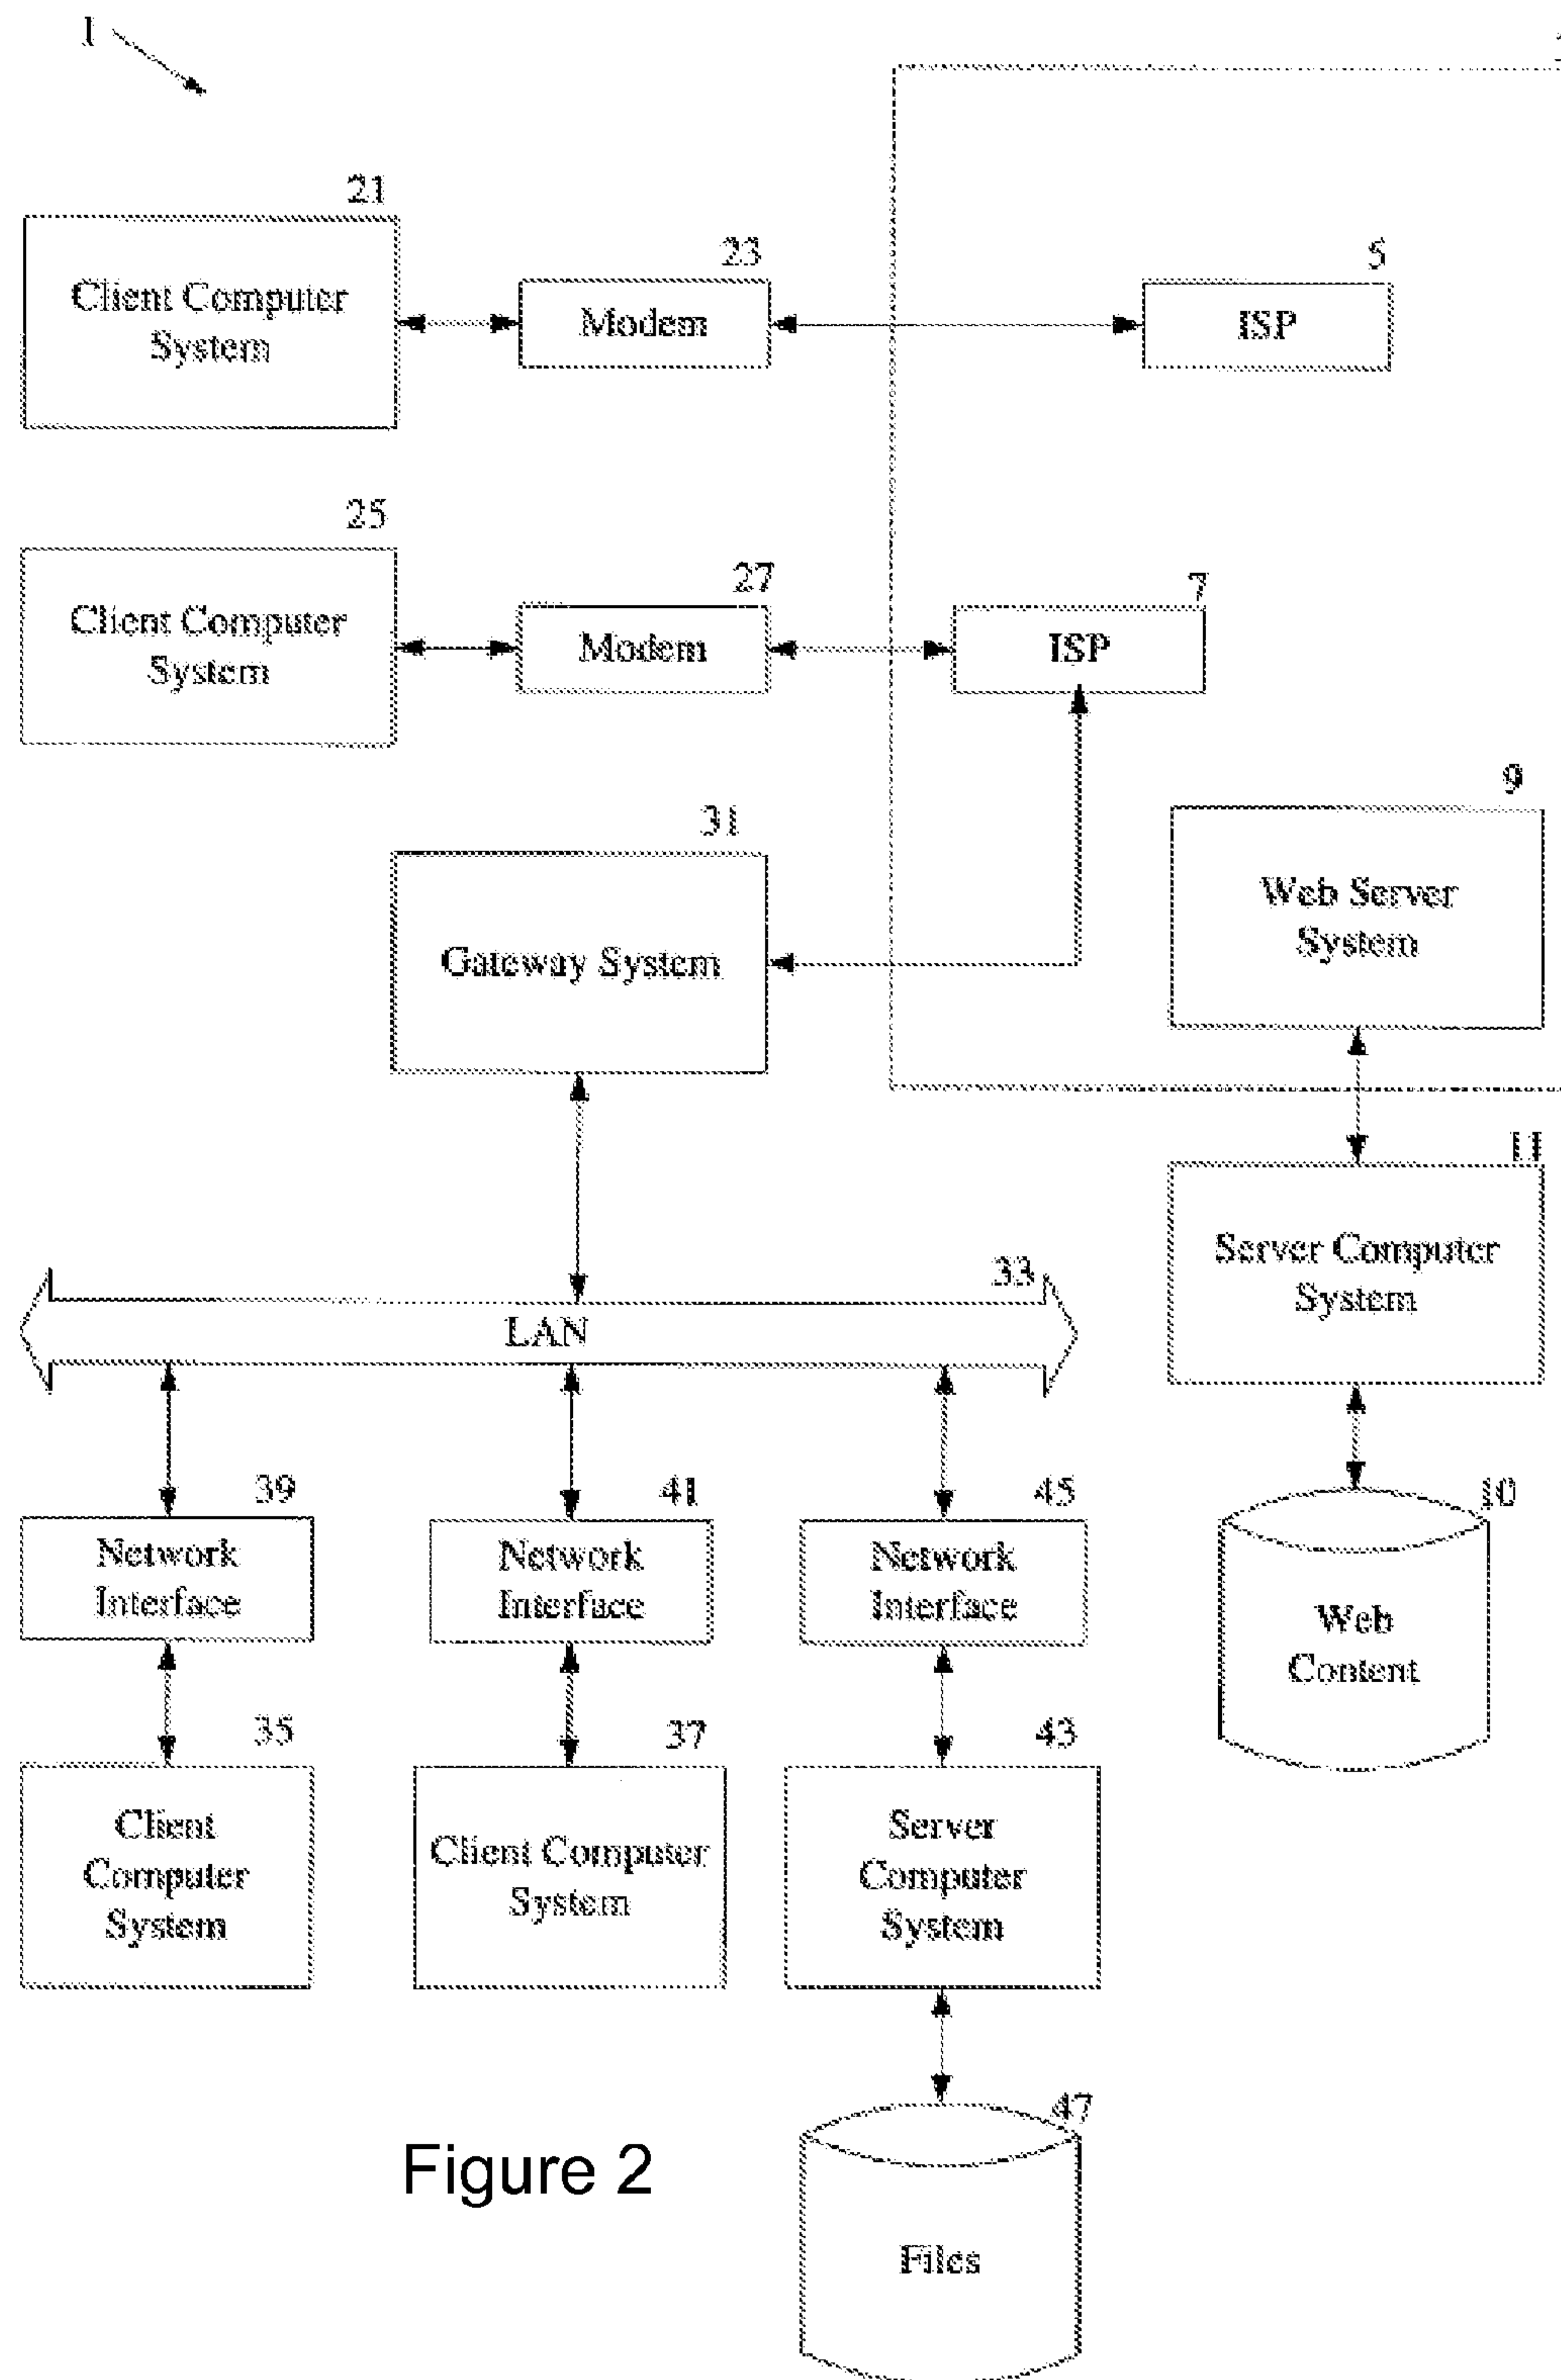 1
21
23
5
Client Computer
System
Modem
ISP
25
27
7
Client Computer
System
Modem
ISP
31
9
Gateway System
Web Server
System
11
Server Computer
System
33
LAN
39
41
45
10
Network
Interface
Network
Interface
Network
Interface
Web
Content
35
37
43
Client
Computer
System
Client Computer
System
Server
Computer
System
47
Figure 2
Files